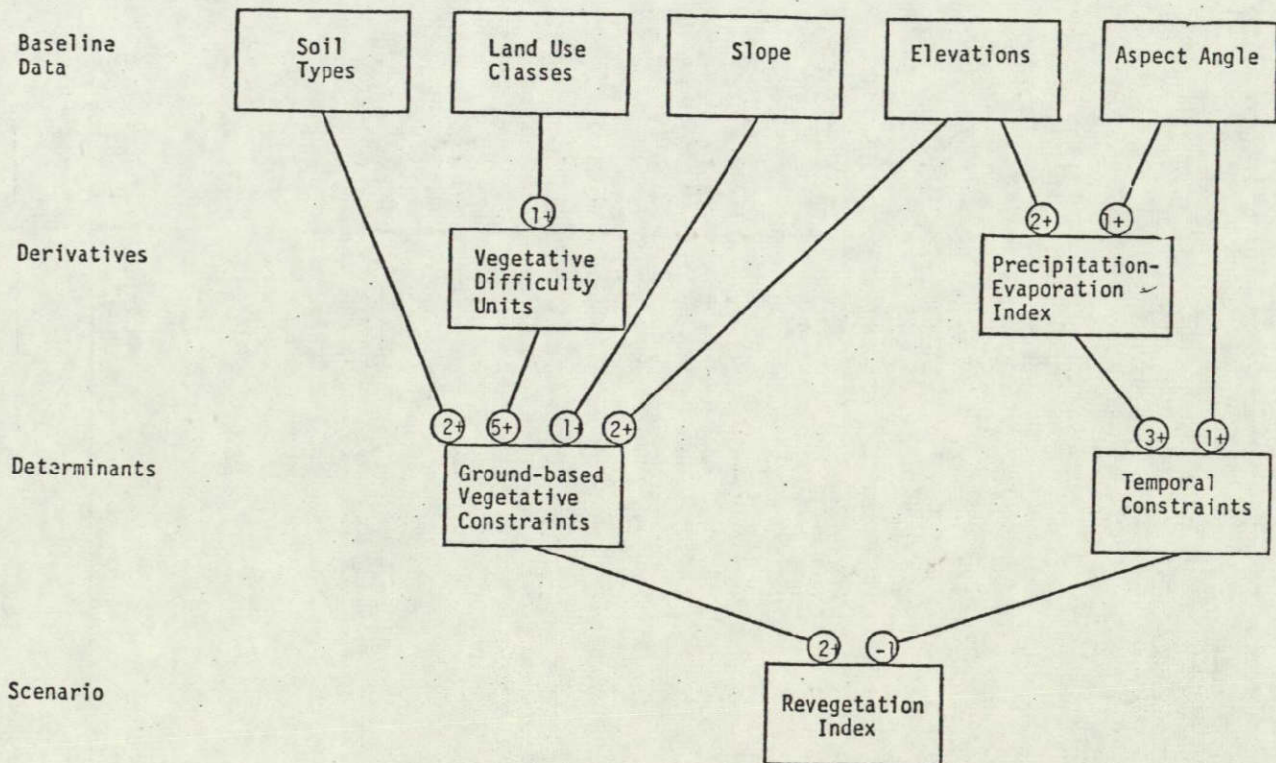 Baselina
Data
Soil
Types
Land Use
Classes
Slope
Elevations
Aspect Angle
1+
2+
1+
Derivatives
Vegetative
Difficulty
Units
Precipitation-
Evaporation
Index
2+
5+
1+
2+
3+
1+
Determinants
Ground-based
Vegetative
Constraints
Temporal
Constraints
2+
-1
Scenario
Revegetation
Index